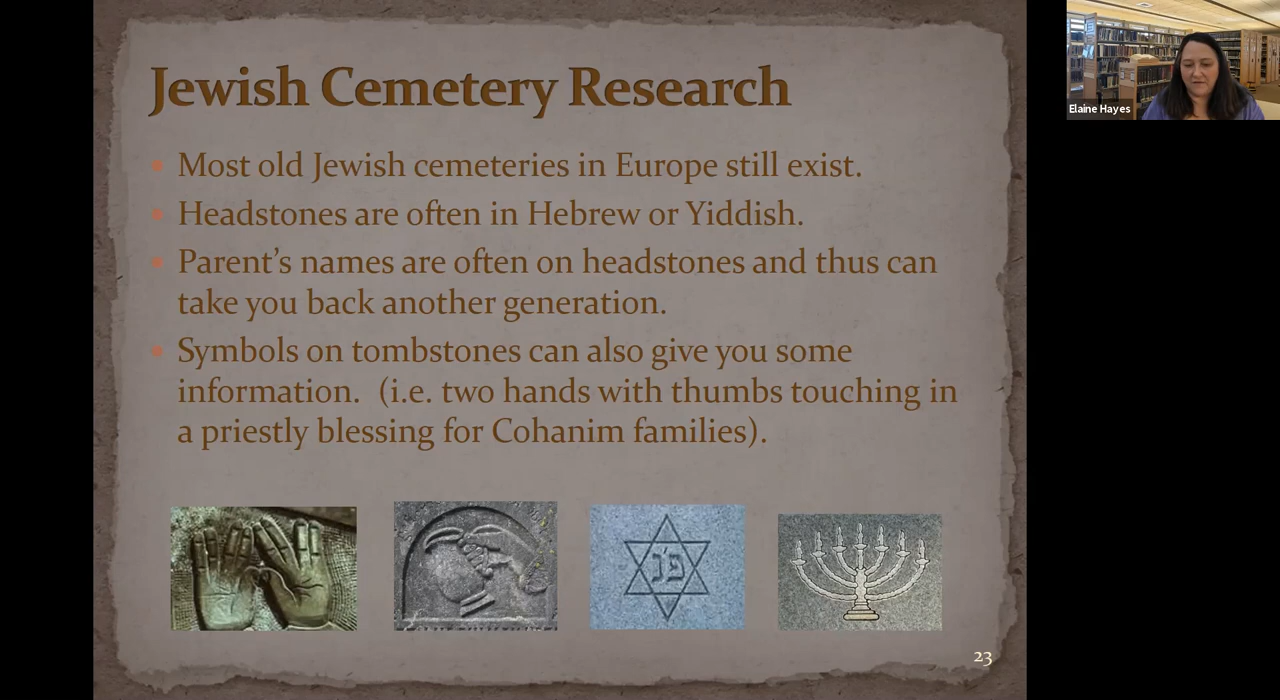 Jewish Cemetery Research
Most old Jewish cemeteries in Europe still exist.
Headstones are often in Hebrew or Yiddish.
Parent’s names are often on headstones and thus can
take you back another generation.
Symbols on tombstones can also give you some
information.  (i.e. two hands with thumbs touching in
a priestly blessing for Cohanim families).
פ'נ
23
Elaine Hayes